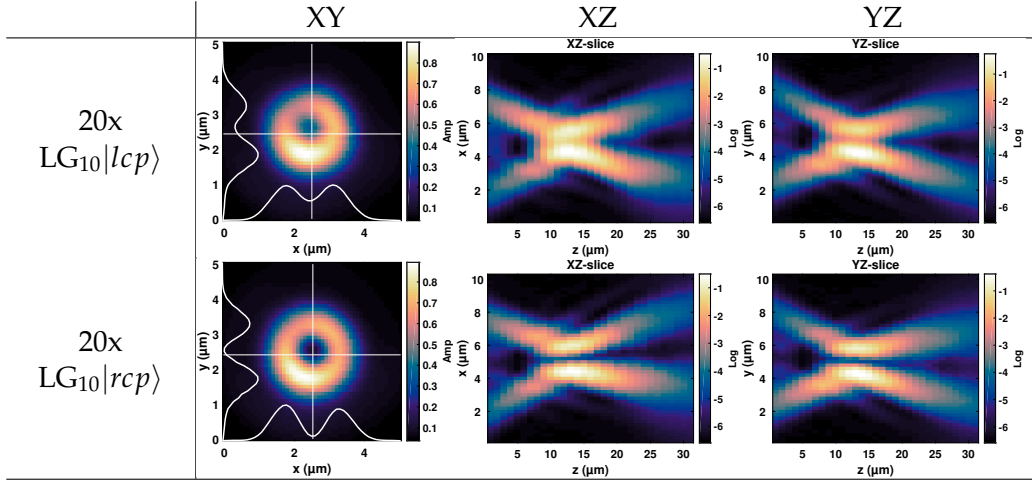 XY XZ YZ
20x
LG₁₀|lcp⟩
5
4
3
2
1
0
y (μm)
0 2 4
x (μm)
0.8
0.7
0.6
0.5
0.4
0.3
0.2
0.1
Amp
XZ-slice
10
8
6
4
2
x (μm)
5 10 15 20 25 30
z (μm)
-1
-2
-3
-4
-5
-6
Log
YZ-slice
10
8
6
4
2
y (μm)
5 10 15 20 25 30
z (μm)
-1
-2
-3
-4
-5
-6
Log
20x
LG₁₀|rcp⟩
5
4
3
2
1
0
y (μm)
0 2 4
x (μm)
0.8
0.7
0.6
0.5
0.4
0.3
0.2
0.1
Amp
XZ-slice
10
8
6
4
2
x (μm)
5 10 15 20 25 30
z (μm)
-1
-2
-3
-4
-5
-6
Log
YZ-slice
10
8
6
4
2
y (μm)
5 10 15 20 25 30
z (μm)
-1
-2
-3
-4
-5
-6
Log